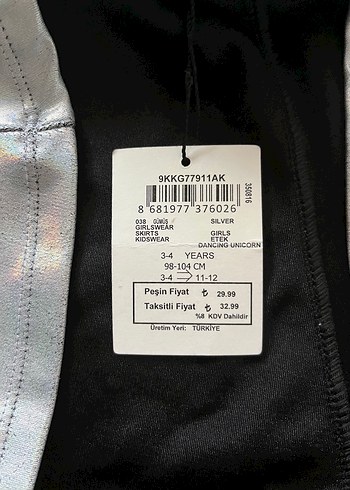 9KKG77911AK
350816
8 681977 376026
038 GÜMÜŞ SILVER
GIRLSWEAR
SKIRTS GIRLS
KIDSWEAR ETEK
DANCING UNICORN
3-4 YEARS
98-104 CM
3-4 → 11-12
Peşin Fiyat ₺ 29.99
Taksitli Fiyat ₺ 32.99
%8 KDV Dahildir
Üretim Yeri: TÜRKİYE